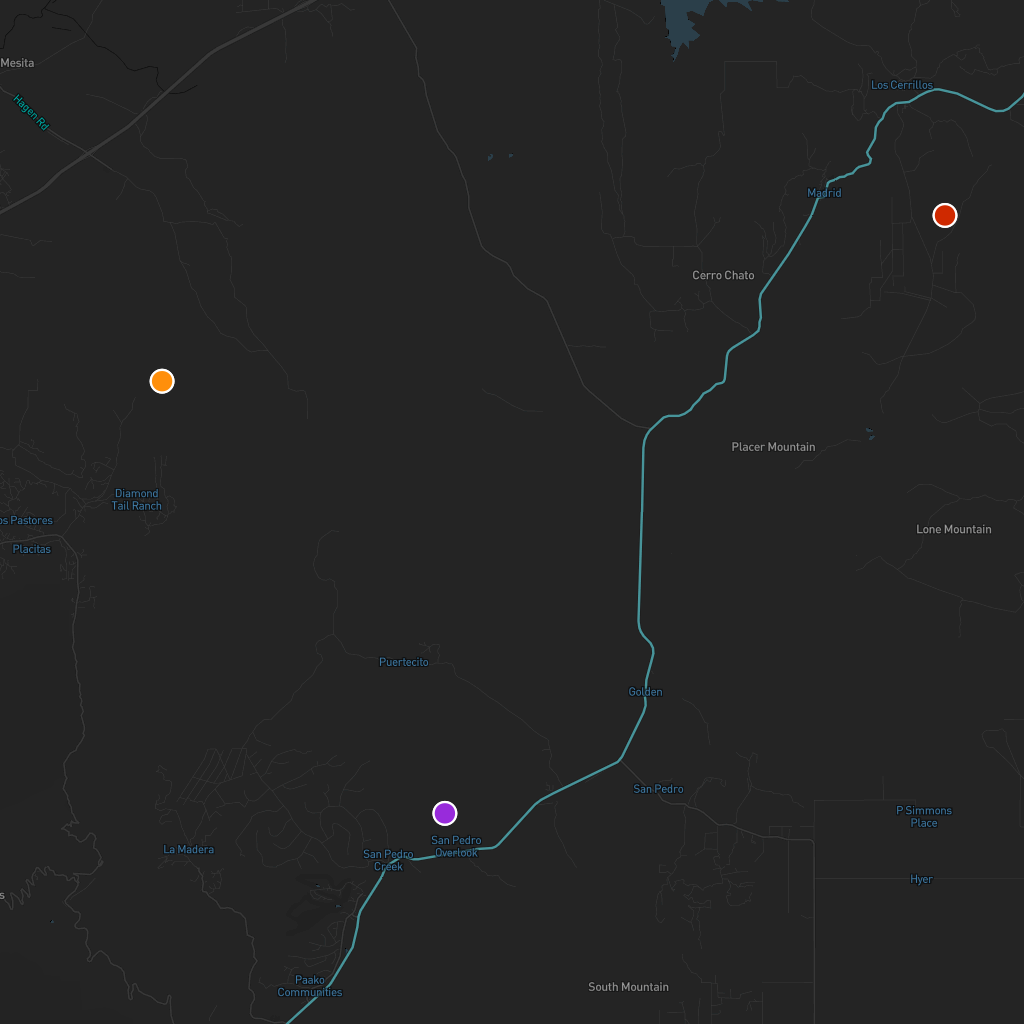 Mesita
Los Cerrillos
Hagen Rd
Madrid
Cerro Chato
Placer Mountain
Diamond
Tail Ranch
os Pastores
Lone Mountain
Placitas
Puertecito
Golden
San Pedro
P Simmons
Place
San Pedro
Overlook
La Madera
San Pedro
Creek
Hyer
s
Paako
Communities
South Mountain